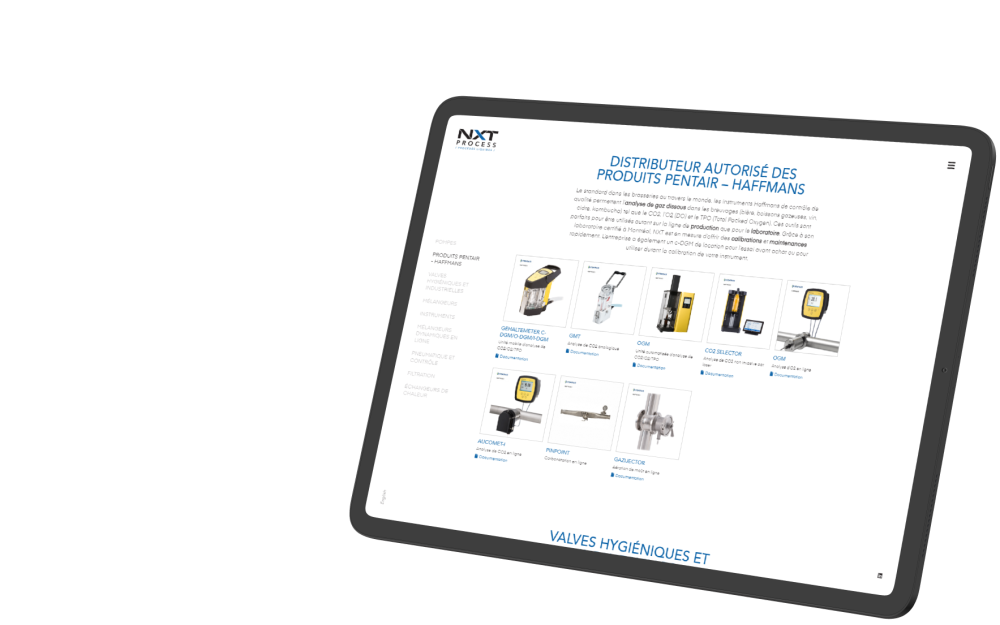 NXT
PROCESS
DISTRIBUTEUR AUTORISÉ DES
PRODUITS PENTAIR – HAFFMANS
Le standard dans les brasseries au travers le monde, les instruments haffmans de contrôle de
qualité permettent l'analyse de gaz dissous dans les breuvages (bière, boissons gazeuses, vin,
cidre, kombucha) tel que le CO2, l'O2 (DO) et le TPO (Total Packed Oxygen). Ces outils sont
parfaits pour être utilisés autant sur la ligne de production que pour le laboratoire. Grâce à son
laboratoire certifié à Montréal, NXT est en mesure d'offrir des calibrations et maintenances
rapidement. L'entreprise a également un c-DGM de location pour l'essai avant achat ou pour
utiliser durant la calibration de votre instrument.
POMPES
PRODUITS PENTAIR
– HAFFMANS
VALVES
HYGIÉNIQUES ET
INDUSTRIELLES
MÉLANGEURS
INSTRUMENTS
MÉLANGEURS
DYNAMIQUES EN
LIGNE
PNEUMATIQUE ET
CONTRÔLE
FILTRATION
ÉCHANGEURS DE
CHALEUR
English
GEHALTEMETER C-
DGM/O-DGM/I-DGM
Unité mobile d'analyse de
CO2/O2/TPO
Documentation
GMT
Analyse de CO2 analogique
Documentation
OGM
Unité automatisée d'analyse de
CO2/O2/TPO
Documentation
CO2 SELECTOR
Analyse de CO2 non invasive par
laser
Documentation
OGM
Analyse d'O2 en ligne
Documentation
AUCOMET-I
Analyse de CO2 en ligne
Documentation
PINPOINT
Carbonatation en ligne
GAZIJECTOR
Aération de moût en ligne
Documentation
VALVES HYGIÉNIQUES ET